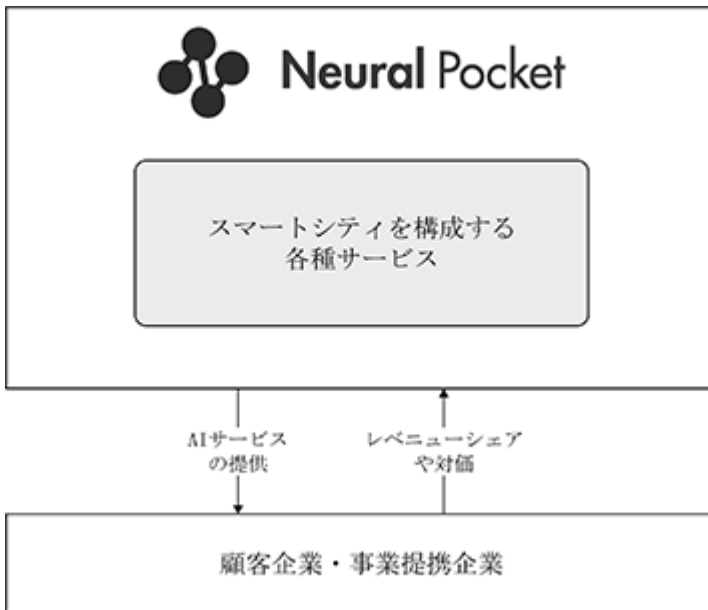 Neural Pocket
スマートシティを構成する
各種サービス
AIサービス
の提供
レベニューシェア
や対価
顧客企業・事業提携企業